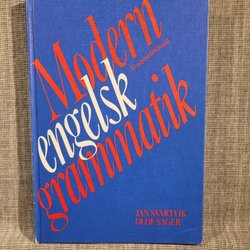 Modern
engelsk
grammatik
JAN SVARTVIK
OLOF SAGER